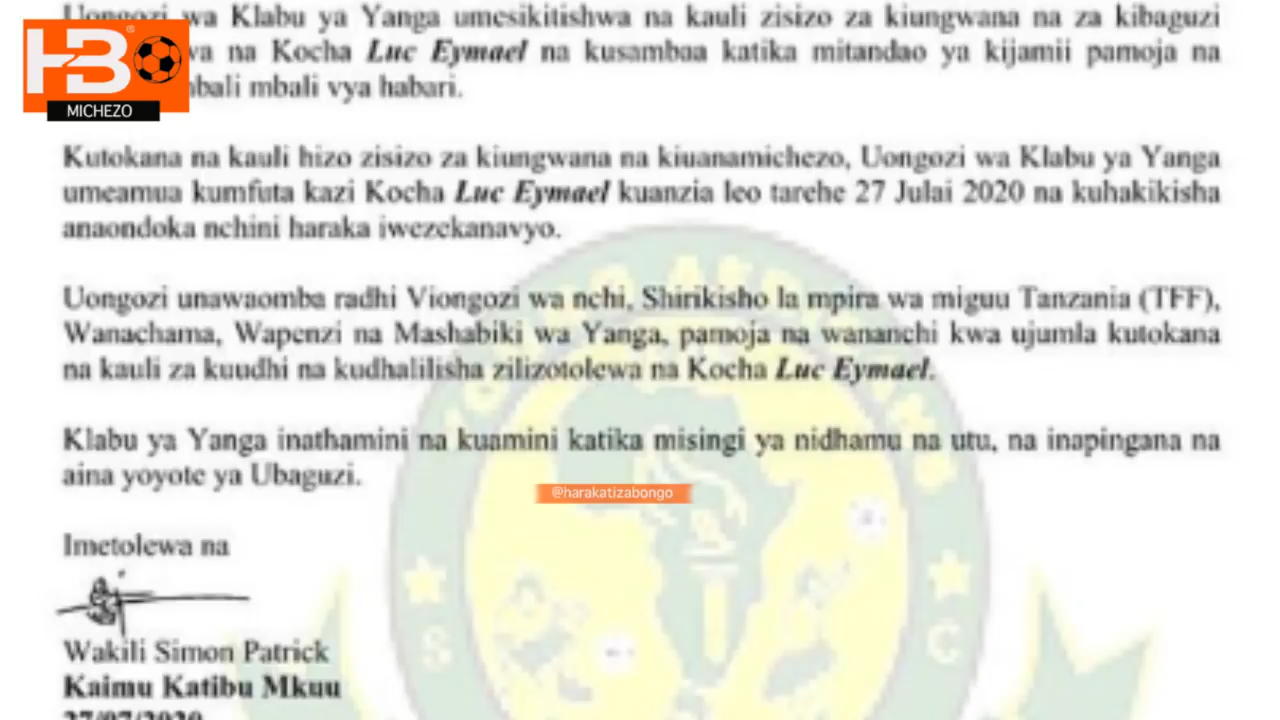 Uongozi wa Klabu ya Yanga umesikitishwa na kauli zisizo za kiungwana na za kibaguzi
na Kocha Luc Eymael na kusambaa katika mitandao ya kijamii pamoja na
mbali vya habari.
HB
MICHEZO
Kutokana na kauli hizo zisizo za kiungwana na kiuanamichezo, Uongozi wa Klabu ya Yanga
umeamua kumfuta kazi Kocha Luc Eymael kuanzia leo tarehe 27 Julai 2020 na kuhakikisha
anaondoka nchini haraka iwezekanavyo.
Uongozi unawaomba radhi Viongozi wa nchi, Shirikisho la mpira wa miguu Tanzania (TFF),
Wanachama, Wapenzi na Mashabiki wa Yanga, pamoja na wananchi kwa ujumla kutokana
na kauli za kuudhi na kudhalilisha zilizotolewa na Kocha Luc Eymael.
Klabu ya Yanga inathamini na kuamini katika misingi ya nidhamu na utu, na inapingana na
aina yoyote ya Ubaguzi.
@harakatizabongo
Imetolewa na
Wakili Simon Patrick
Kaimu Katibu Mkuu
27/07/2020
S C